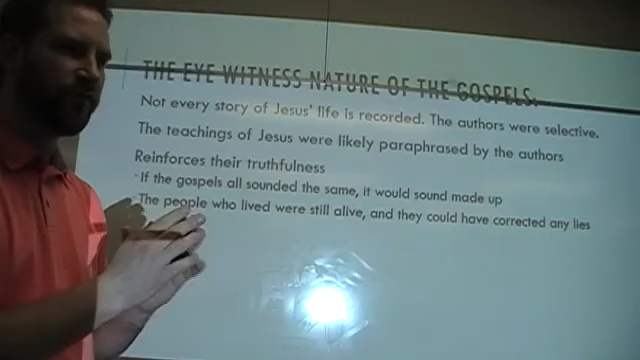 THE EYE WITNESS NATURE OF THE GOSPELS.
Not every story of Jesus' life is recorded. The authors were selective.
The teachings of Jesus were likely paraphrased by the authors
Reinforces their truthfulness
If the gospels all sounded the same, it would sound made up
The people who lived were still alive, and they could have corrected any lies